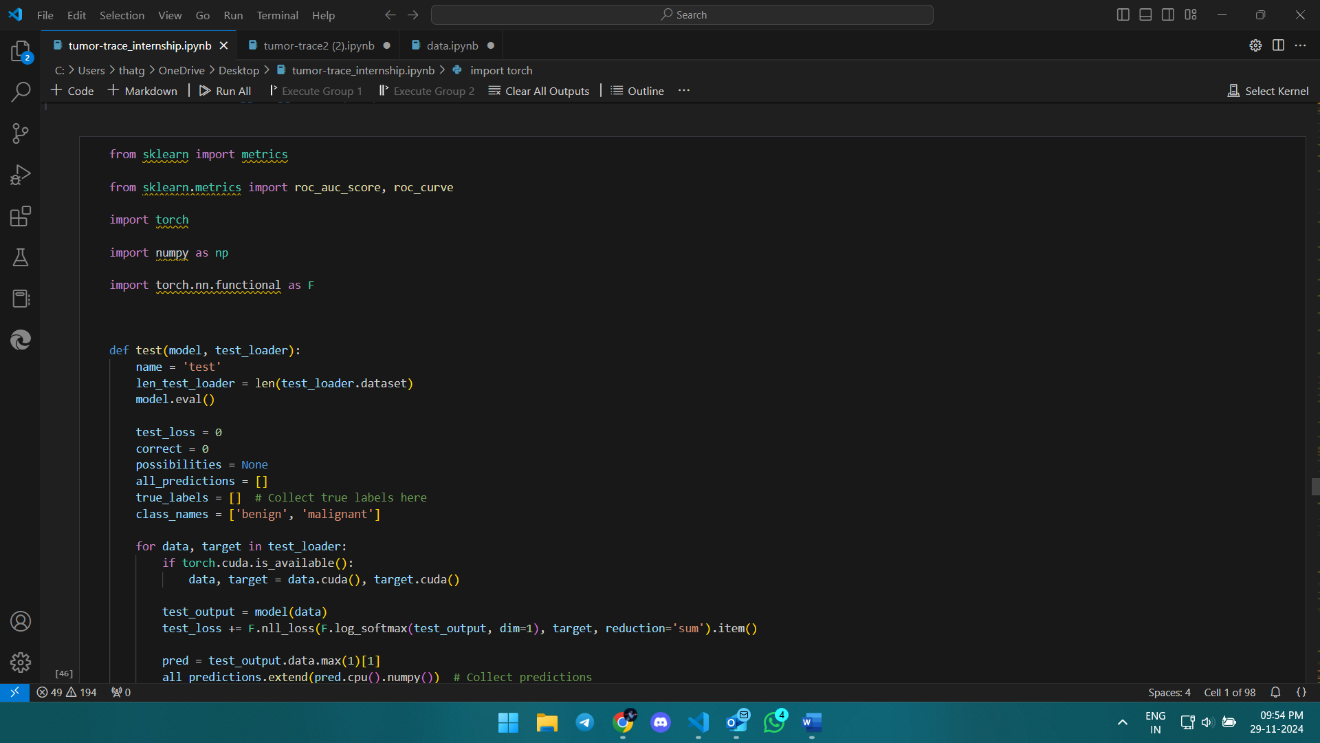 File Edit Selection View Go Run Terminal Help
Search
tumor-trace_internship.ipynb tumor-trace2 (2).ipynb data.ipynb
C: > Users > thatg > OneDrive > Desktop > tumor-trace_internship.ipynb > import torch
+ Code + Markdown Run All Execute Group 1 Execute Group 2 Clear All Outputs Outline ... Select Kernel
2
from sklearn import metrics
from sklearn.metrics import roc_auc_score, roc_curve
import torch
import numpy as np
import torch.nn.functional as F
def test(model, test_loader):
name = 'test'
len_test_loader = len(test_loader.dataset)
model.eval()
test_loss = 0
correct = 0
possibilities = None
all_predictions = []
true_labels = [] # Collect true labels here
class_names = ['benign', 'malignant']
for data, target in test_loader:
if torch.cuda.is_available():
data, target = data.cuda(), target.cuda()
test_output = model(data)
test_loss += F.nll_loss(F.log_softmax(test_output, dim=1), target, reduction='sum').item()
pred = test_output.data.max(1)[1]
[46]
all_predictions.extend(pred.cpu().numpy()) # Collect predictions
49 194 0 Spaces: 4 Cell 1 of 98 {}
4
ENG
IN
09:54 PM
29-11-2024